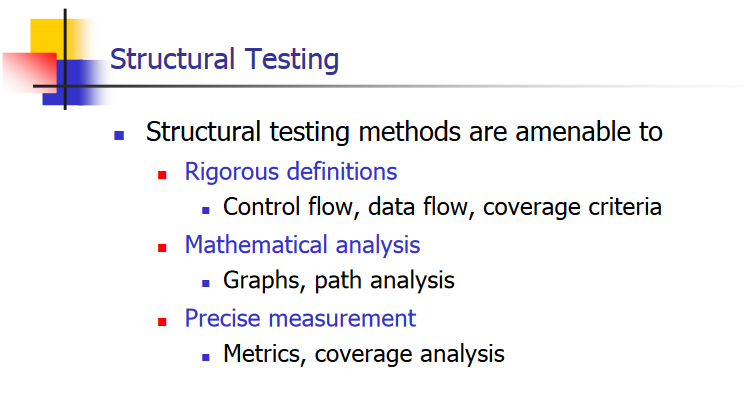 Structural Testing
Structural testing methods are amenable to
Rigorous definitions
Control flow, data flow, coverage criteria
Mathematical analysis
Graphs, path analysis
Precise measurement
Metrics, coverage analysis